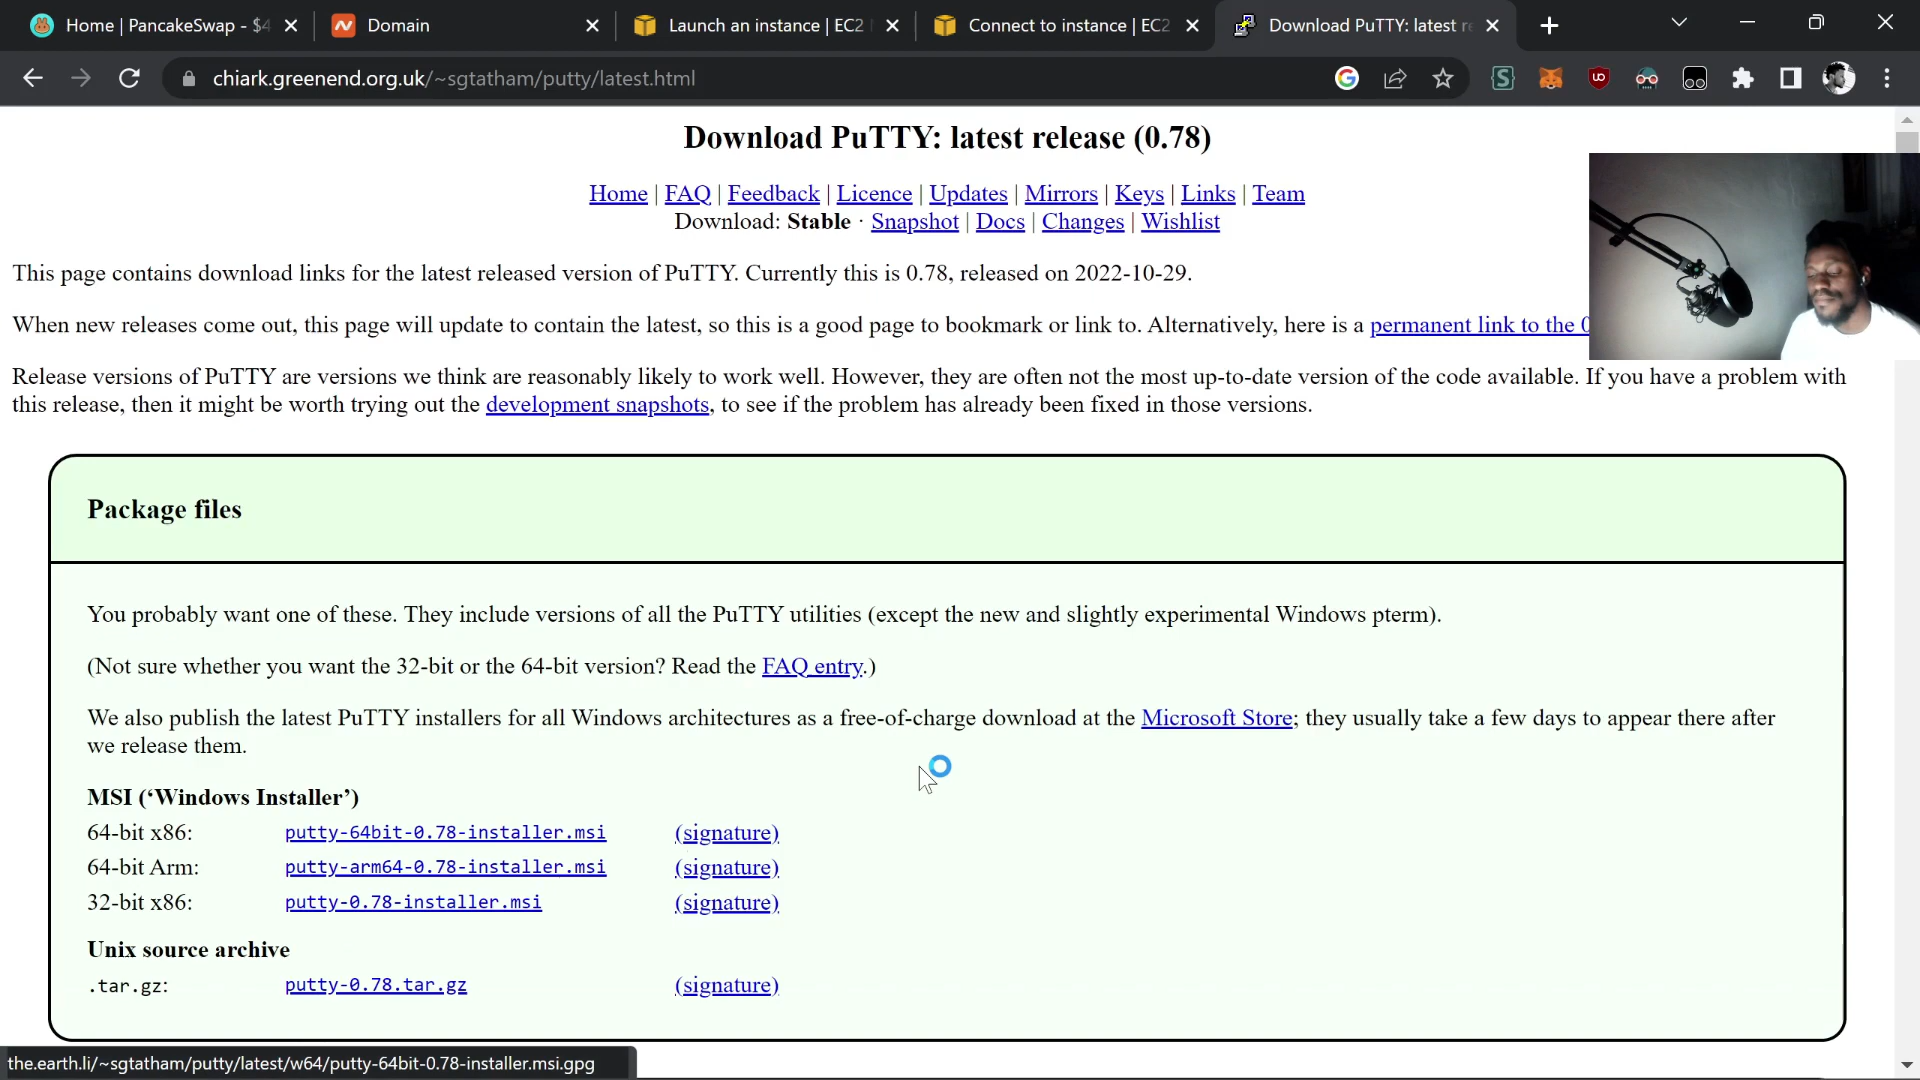 Home | PancakeSwap - $4
Domain
Launch an instance | EC2
Connect to instance | EC2
Download PuTTY: latest re
chiark.greenend.org.uk/~sgtatham/putty/latest.html
Download PuTTY: latest release (0.78)
Home | FAQ | Feedback | Licence | Updates | Mirrors | Keys | Links | Team
Download: Stable · Snapshot | Docs | Changes | Wishlist
This page contains download links for the latest released version of PuTTY. Currently this is 0.78, released on 2022-10-29.
When new releases come out, this page will update to contain the latest, so this is a good page to bookmark or link to. Alternatively, here is a permanent link to the
Release versions of PuTTY are versions we think are reasonably likely to work well. However, they are often not the most up-to-date version of the code available. If you have a problem with
this release, then it might be worth trying out the development snapshots, to see if the problem has already been fixed in those versions.
Package files
You probably want one of these. They include versions of all the PuTTY utilities (except the new and slightly experimental Windows pterm).
(Not sure whether you want the 32-bit or the 64-bit version? Read the FAQ entry.)
We also publish the latest PuTTY installers for all Windows architectures as a free-of-charge download at the Microsoft Store; they usually take a few days to appear there after
we release them.
MSI (‘Windows Installer’)
64-bit x86: putty-64bit-0.78-installer.msi (signature)
64-bit Arm: putty-arm64-0.78-installer.msi (signature)
32-bit x86: putty-0.78-installer.msi (signature)
Unix source archive
.tar.gz: putty-0.78.tar.gz (signature)
the.earth.li/~sgtatham/putty/latest/w64/putty-64bit-0.78-installer.msi.gpg